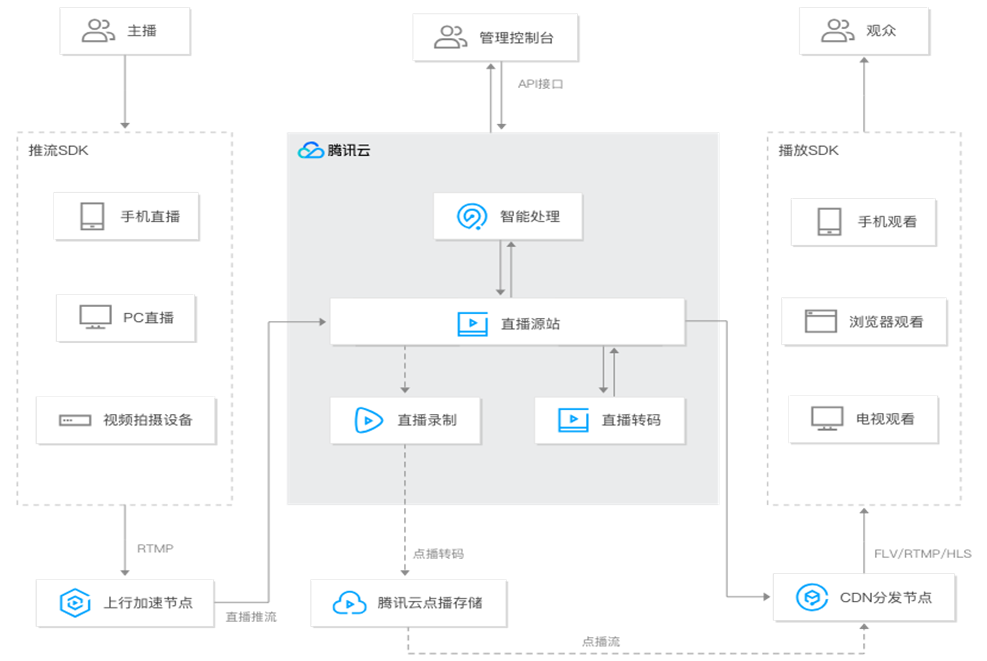 主播
管理控制台
观众
API接口
推流SDK
腾讯云
播放SDK
手机直播
智能处理
手机观看
PC直播
直播源站
浏览器观看
视频拍摄设备
直播录制
直播转码
电视观看
RTMP
点播转码
FLV/RTMP/HLS
上行加速节点
直播推流
腾讯云点播存储
CDN分发节点
点播流